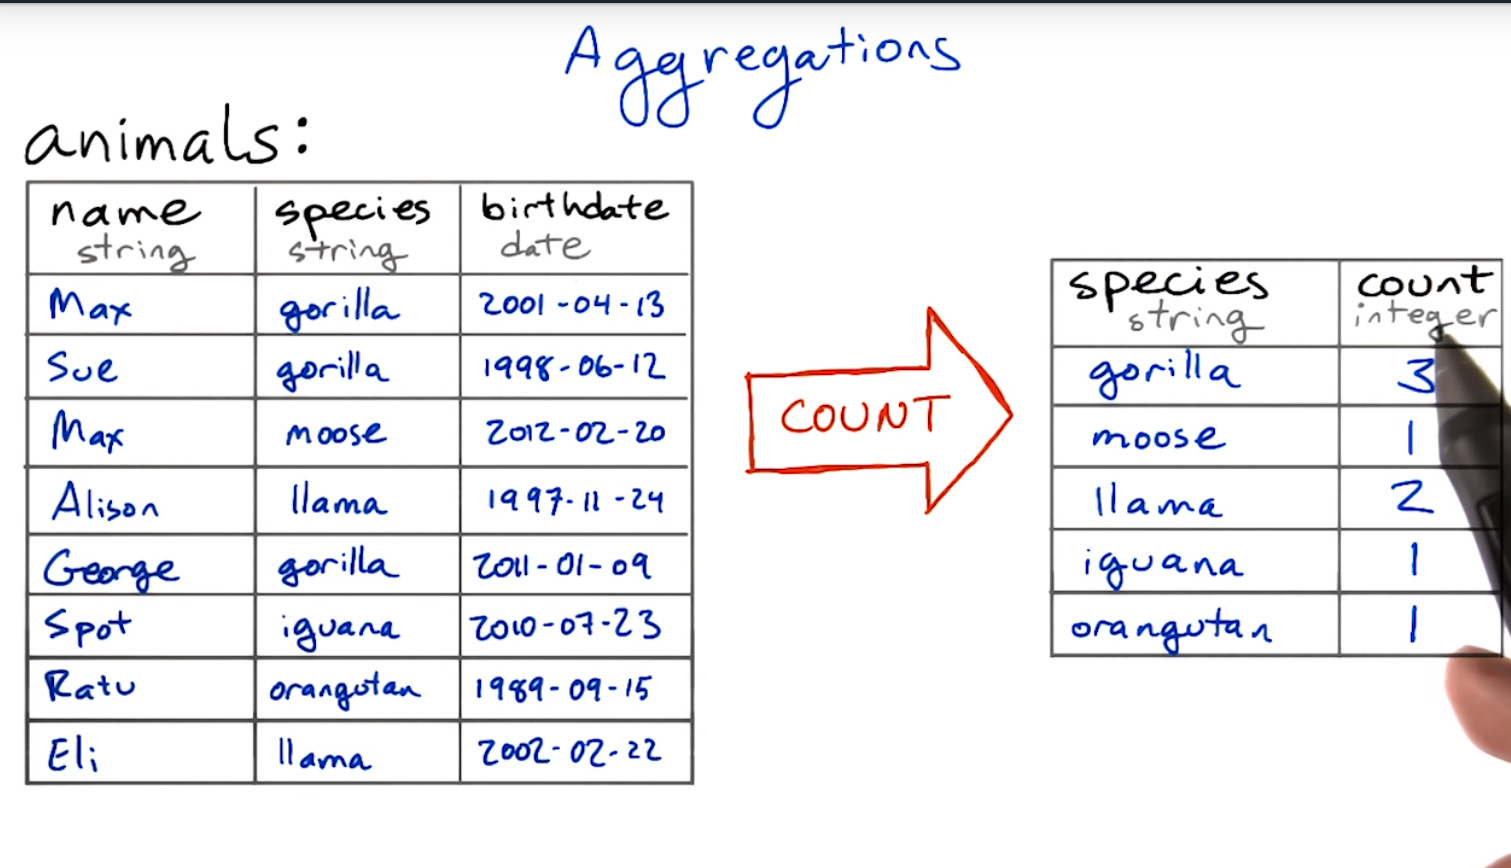 Aggregations
animals:
name species birthdate
string string date
Max gorilla 2001-04-13
Sue gorilla 1998-06-12
Max moose 2012-02-20
Alison llama 1997-11-24
George gorilla 2011-01-09
Spot iguana 2010-07-23
Ratu orangutan 1989-09-15
Eli llama 2002-02-22
COUNT
species count
string integer
gorilla 3
moose 1
llama 2
iguana 1
orangutan 1